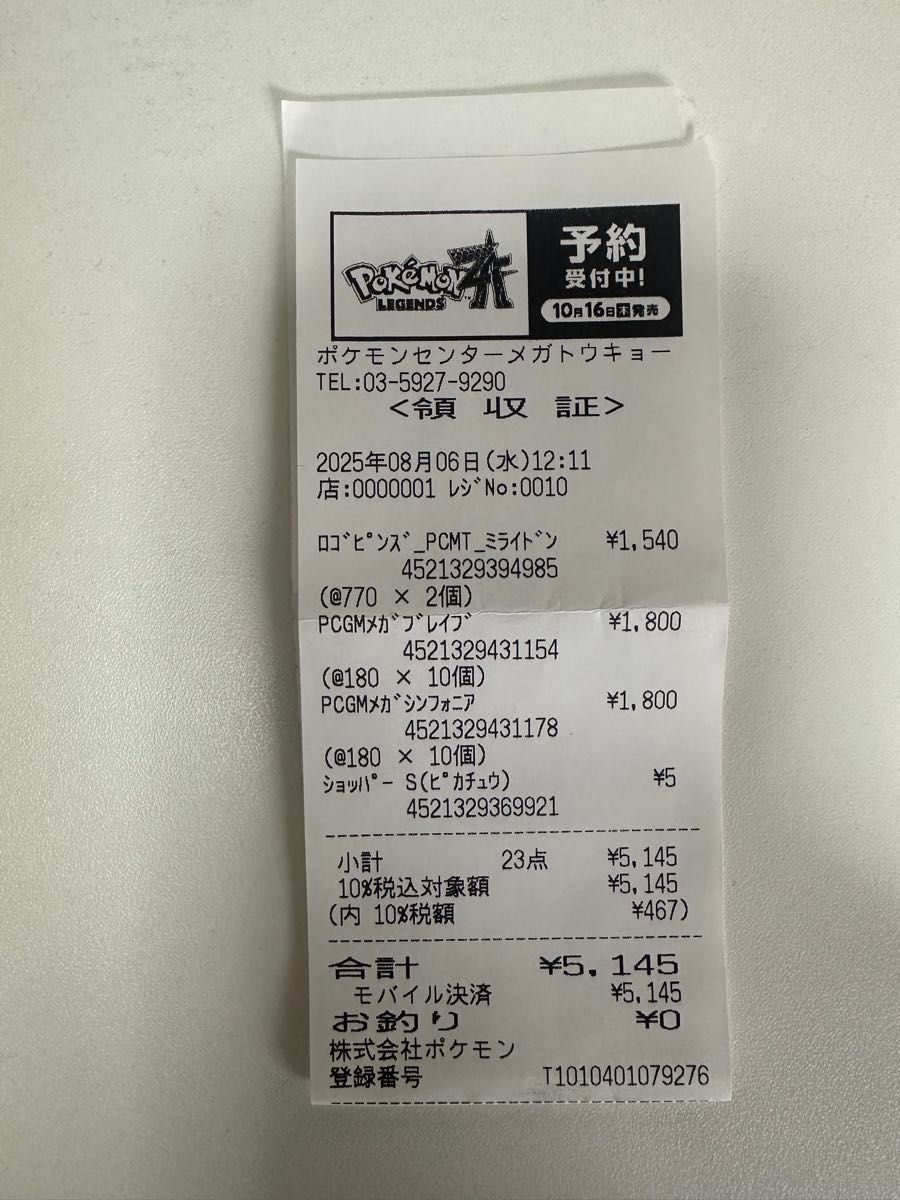 POKéMON
LEGENDS
Z-A
予約
受付中!
10月16日木発売
ポケモンセンターメガトウキョー
TEL:03-5927-9290
<領 収 証>
2025年08月06日(水)12:11
店:0000001 ﾚｼﾞNo:0010
ﾛｺﾞﾋﾟﾝｽﾞ_PCMT_ﾐﾗｲﾄﾞﾝ ¥1,540
4521329394985
(@770 × 2個)
PCGMﾒｶﾞﾌﾞﾚｲﾌﾞ ¥1,800
4521329431154
(@180 × 10個)
PCGMﾒｶﾞｼﾝﾌｫﾆｱ ¥1,800
4521329431178
(@180 × 10個)
ｼｮｯﾊﾟｰ S(ﾋﾟｶﾁｭｳ) ¥5
4521329369921
小計 23点 ¥5,145
10%税込対象額 ¥5,145
(内 10%税額 ¥467)
合計 ¥5,145
モバイル決済 ¥5,145
お釣り ¥0
株式会社ポケモン
登録番号 T1010401079276